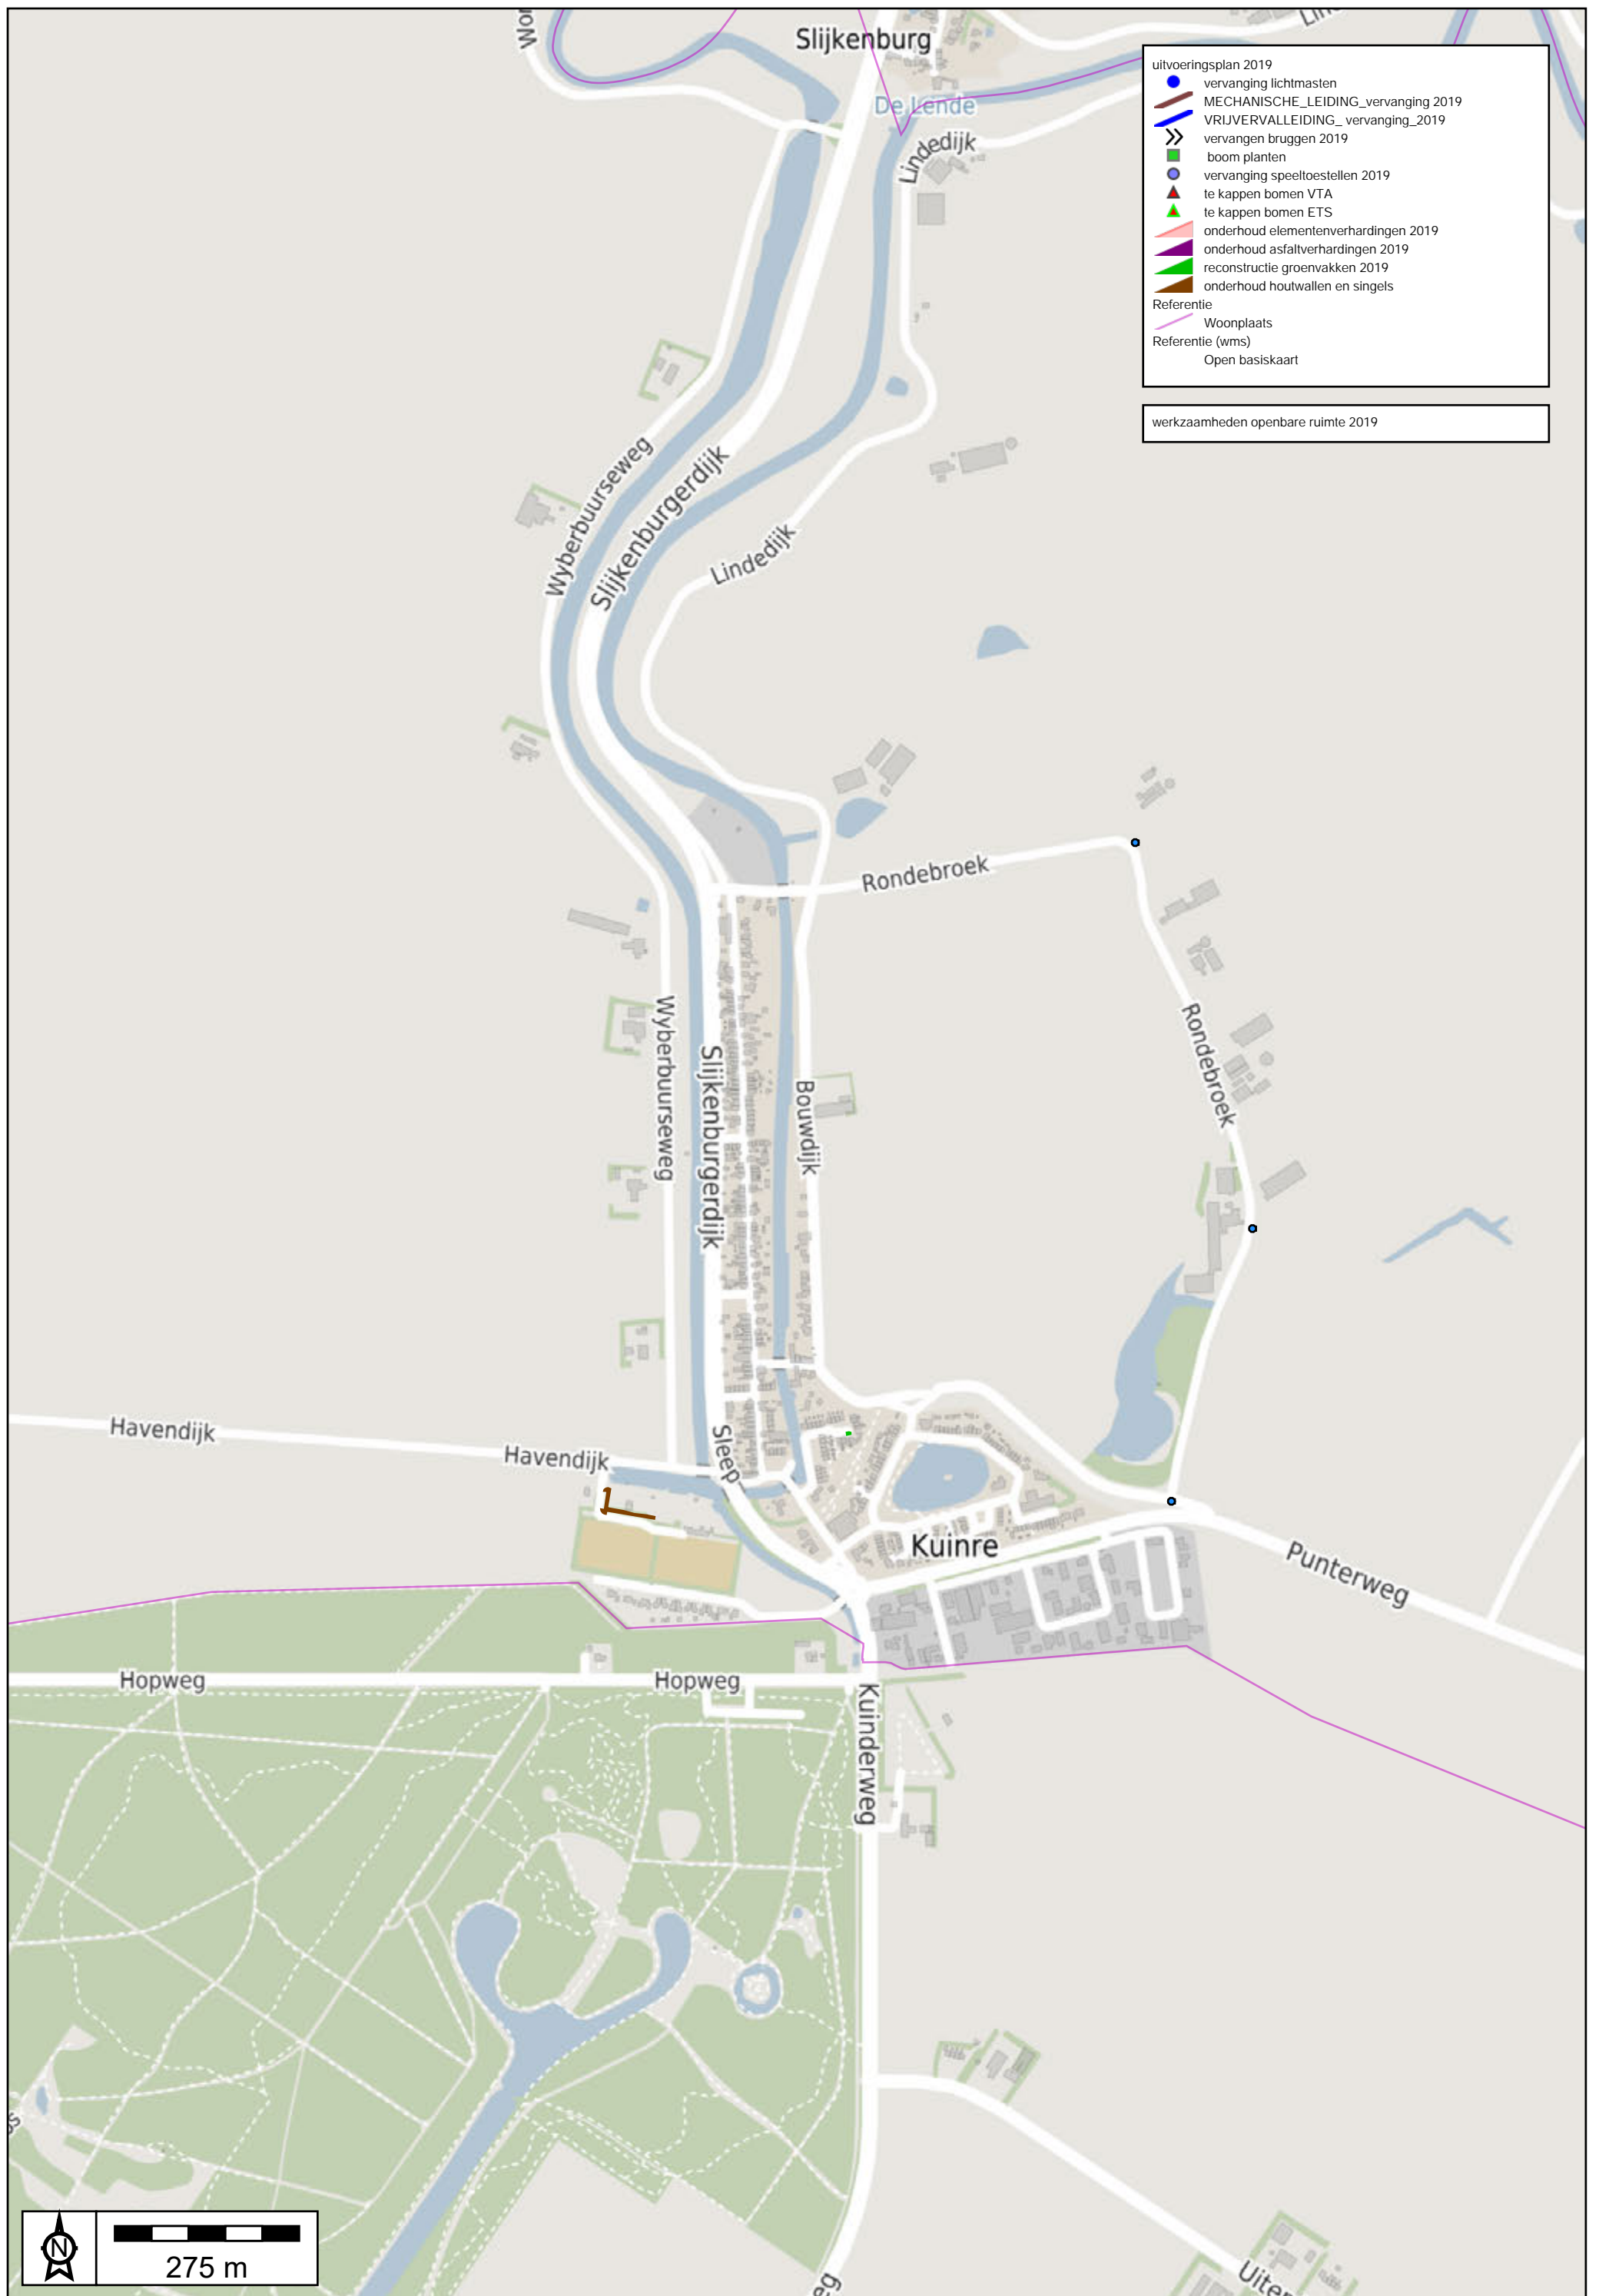 Slijkenburg
De Lende
Lindedijk
uitvoeringsplan 2019
vervanging lichtmasten
MECHANISCHE_LEIDING_vervanging 2019
VRIJVERVALLEIDING_ vervanging_2019
vervangen bruggen 2019
boom planten
vervanging speeltoestellen 2019
te kappen bomen VTA
te kappen bomen ETS
onderhoud elementenverhardingen 2019
onderhoud asfaltverhardingen 2019
reconstructie groenvakken 2019
onderhoud houtwallen en singels
Referentie
Woonplaats
Referentie (wms)
Open basiskaart
werkzaamheden openbare ruimte 2019
Wyberbuurseweg
Slijkenburgerdijk
Lindedijk
Rondebroek
Wyberbuurseweg
Slijkenburgerdijk
Bouwdijk
Rondebroek
Havendijk
Havendijk
Sleep
Kuinre
Punterweg
Hopweg
Hopweg
Kuinderweg
N
275 m